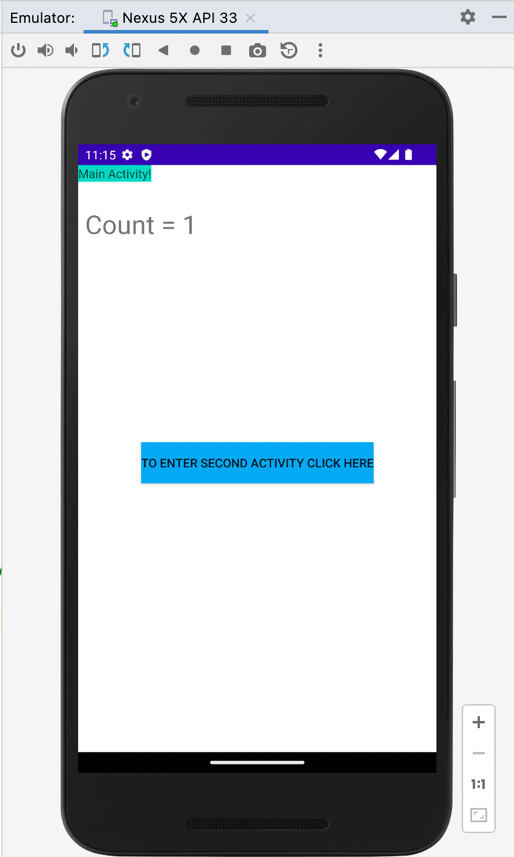 Emulator: Nexus 5X API 33
11:15
Main Activity!
Count = 1
TO ENTER SECOND ACTIVITY CLICK HERE
1:1